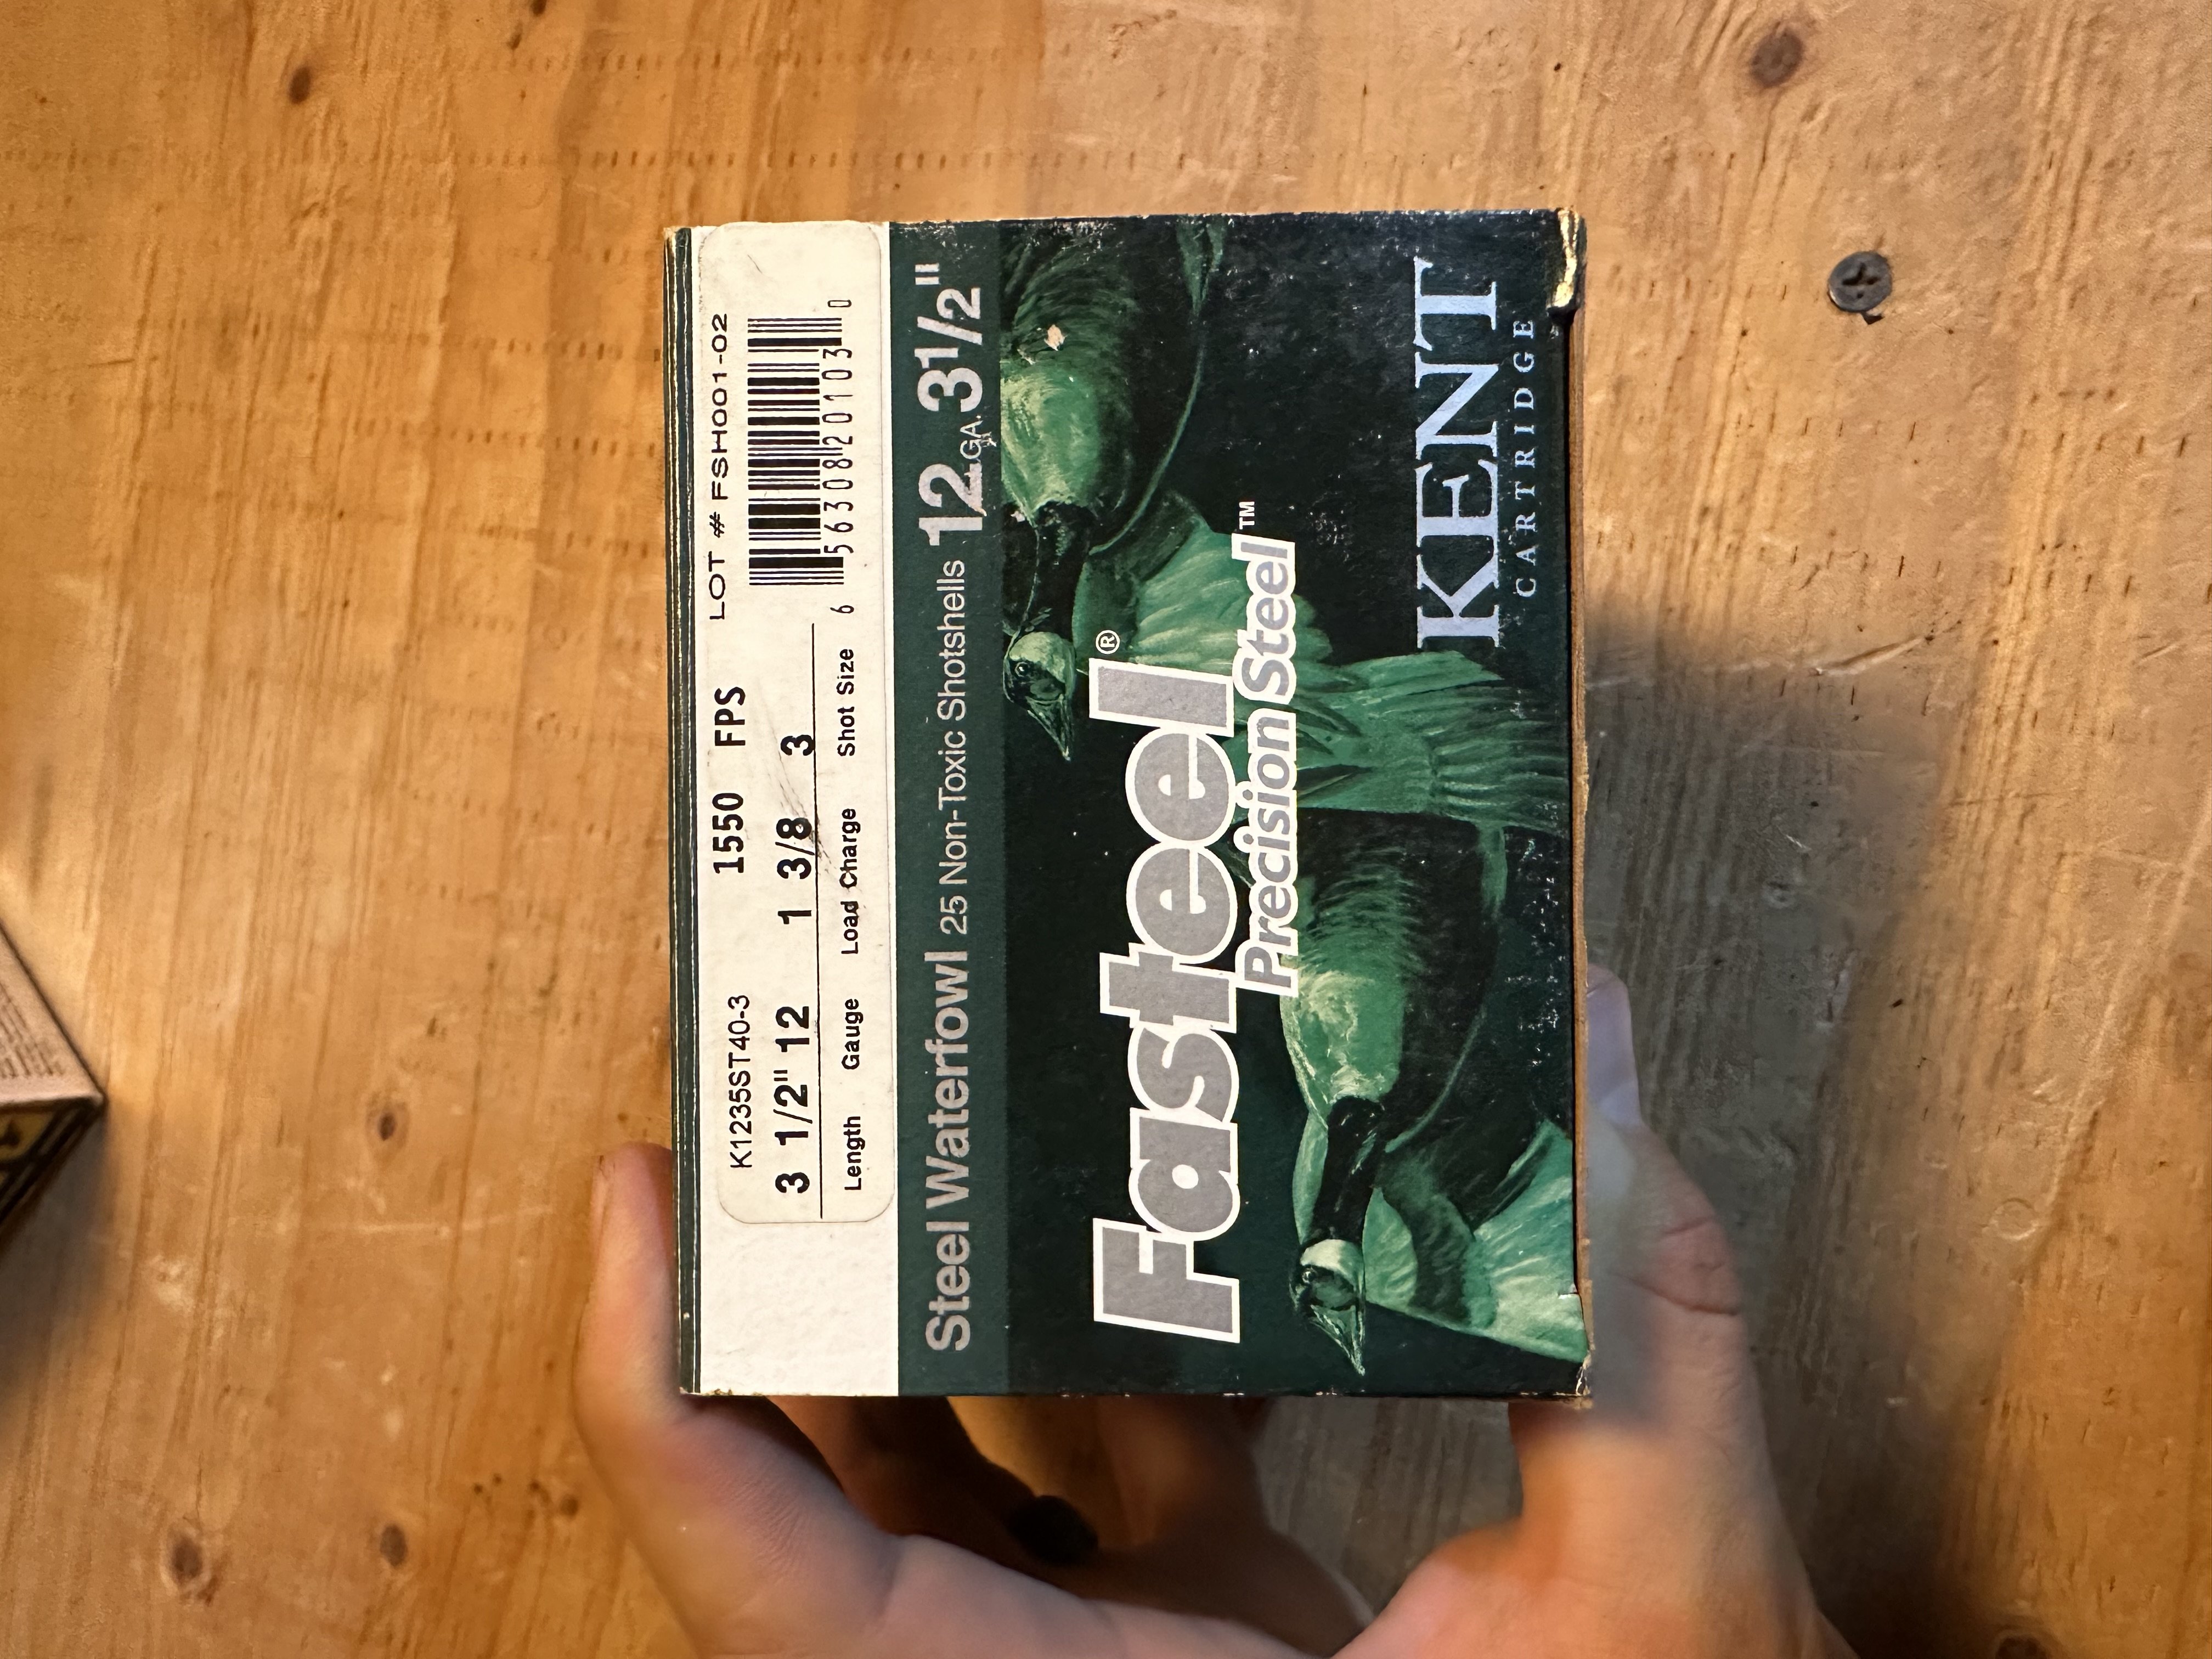 K1235ST40-3 1550 FPS LOT # FSH001-02
3 1/2" 12 1 3/8 3
Length Gauge Load Charge Shot Size
6 56308 20103 0
Steel Waterfowl 25 Non-Toxic Shotshells 12 GA. 3 1/2"
Fasteel®
Precision Steel™
KENT
CARTRIDGE